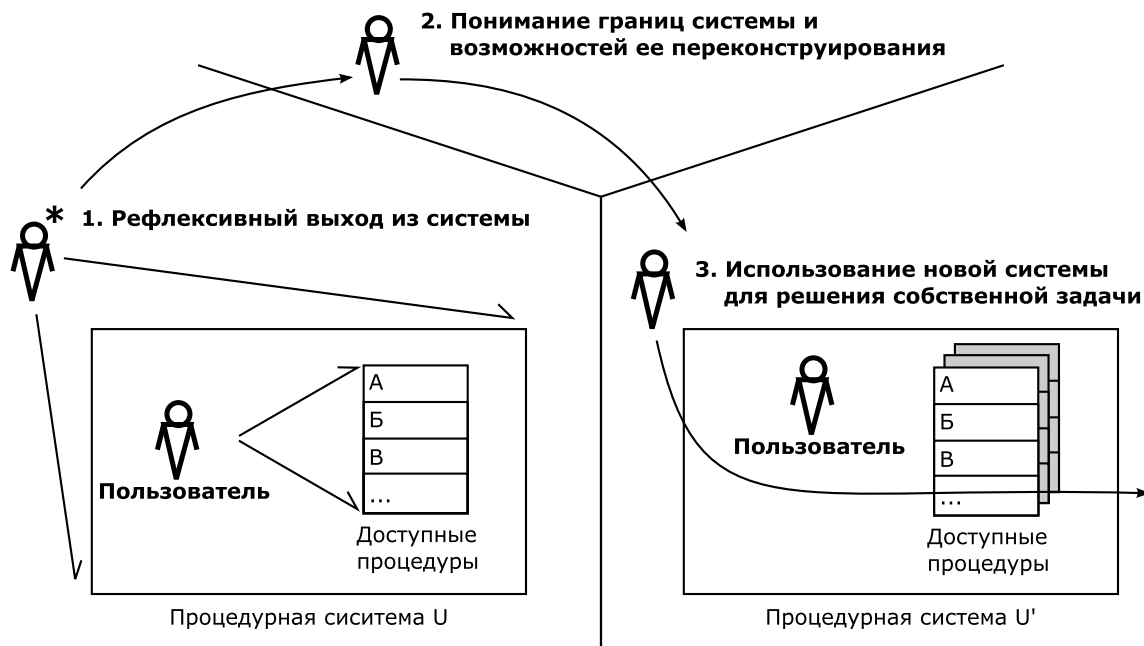 2. Понимание границ системы и
возможностей ее переконструирования
* 1. Рефлексивный выход из системы
3. Использование новой системы
для решения собственной задачи
А
Б
В
...
Пользователь
Доступные
процедуры
Процедурная сиситема U
А
Б
В
...
Пользователь
Доступные
процедуры
Процедурная система U'